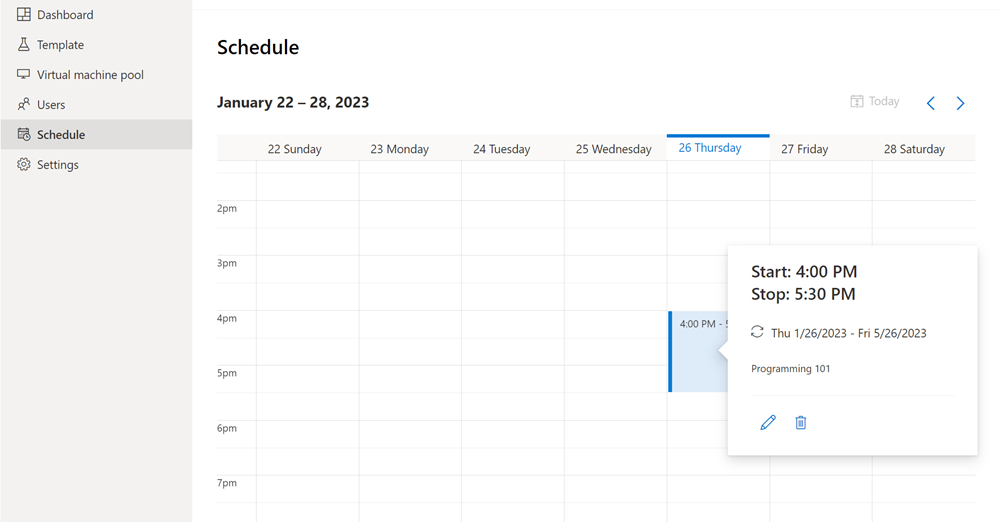 Dashboard
Template
Virtual machine pool
Users
Schedule
Settings
Schedule
January 22 – 28, 2023
Today
22 Sunday 23 Monday 24 Tuesday 25 Wednesday 26 Thursday 27 Friday 28 Saturday
2pm
3pm
4pm
5pm
6pm
7pm
4:00 PM - 5
Start: 4:00 PM
Stop: 5:30 PM
Thu 1/26/2023 - Fri 5/26/2023
Programming 101